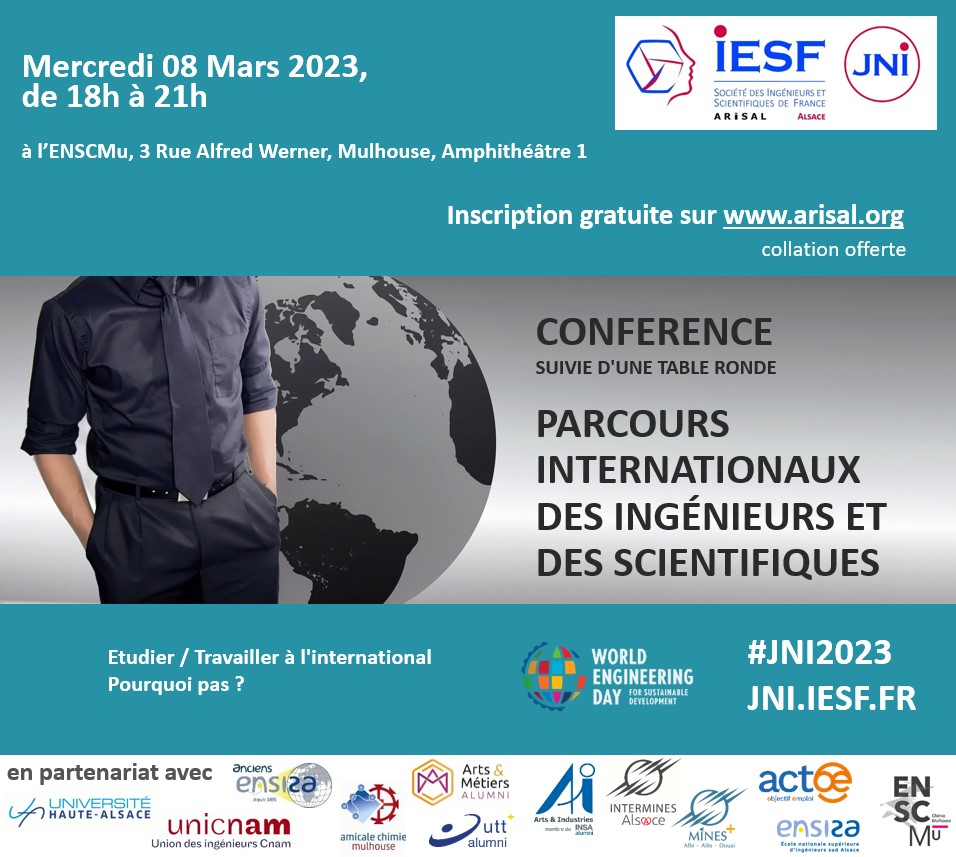 Mercredi 08 Mars 2023,
de 18h à 21h
à l'ENSCMu, 3 Rue Alfred Werner, Mulhouse, Amphithéâtre 1
iESF
SOCIÉTÉ DES INGÉNIEURS ET
SCIENTIFIQUES DE FRANCE
ARiSAL ALSACE
JNi
Inscription gratuite sur www.arisal.org
collation offerte
CONFERENCE
SUIVIE D'UNE TABLE RONDE
PARCOURS
INTERNATIONAUX
DES INGÉNIEURS ET
DES SCIENTIFIQUES
Etudier / Travailler à l'international
Pourquoi pas ?
WORLD
ENGINEERING
DAY FOR SUSTAINABLE
DEVELOPMENT
#JNI2023
JNI.IESF.FR
en partenariat avec
UNIVERSITÉ
HAUTE-ALSACE
unicnam
Union des ingénieurs Cnam
anciens
ensisa
depuis 1895
amicale chimie
mulhouse
Arts &
Métiers
ALUMNI
utt+
alumni
Ai
Arts & Industries de INSA
alumni
INTERMINES
Alsace
MiNES+
Albi - Alès - Douai
actoe
objectif emploi
ensisa
École nationale supérieure
d'ingénieurs sud Alsace
EN
SC
Mu
Chimie
Mulhouse